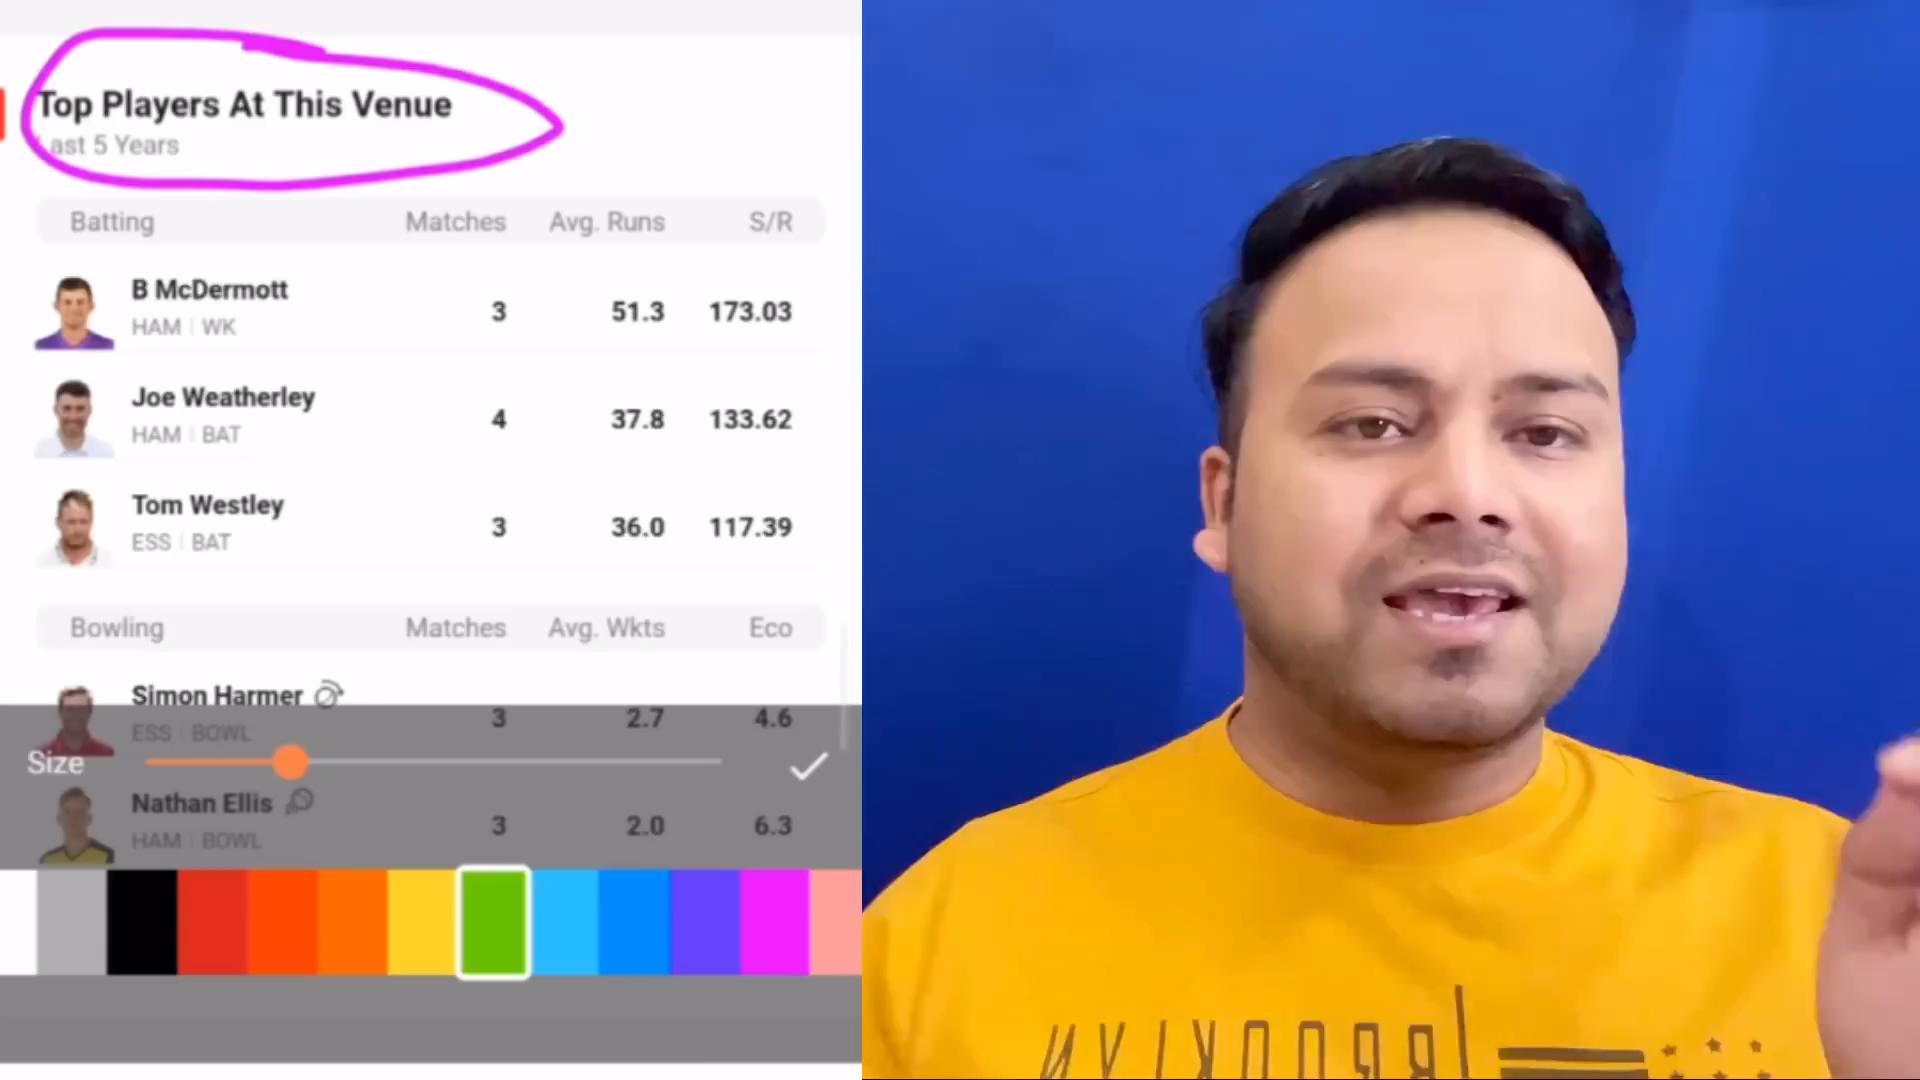 Top Players At This Venue
Last 5 Years
Batting Matches Avg. Runs S/R
B McDermott
HAM | WK
3 51.3 173.03
Joe Weatherley
HAM | BAT
4 37.8 133.62
Tom Westley
ESS | BAT
3 36.0 117.39
Bowling Matches Avg. Wkts Eco
Simon Harmer
ESS | BOWL
3 2.7 4.6
Size
Nathan Ellis
HAM | BOWL
3 2.0 6.3
BROOKLYN